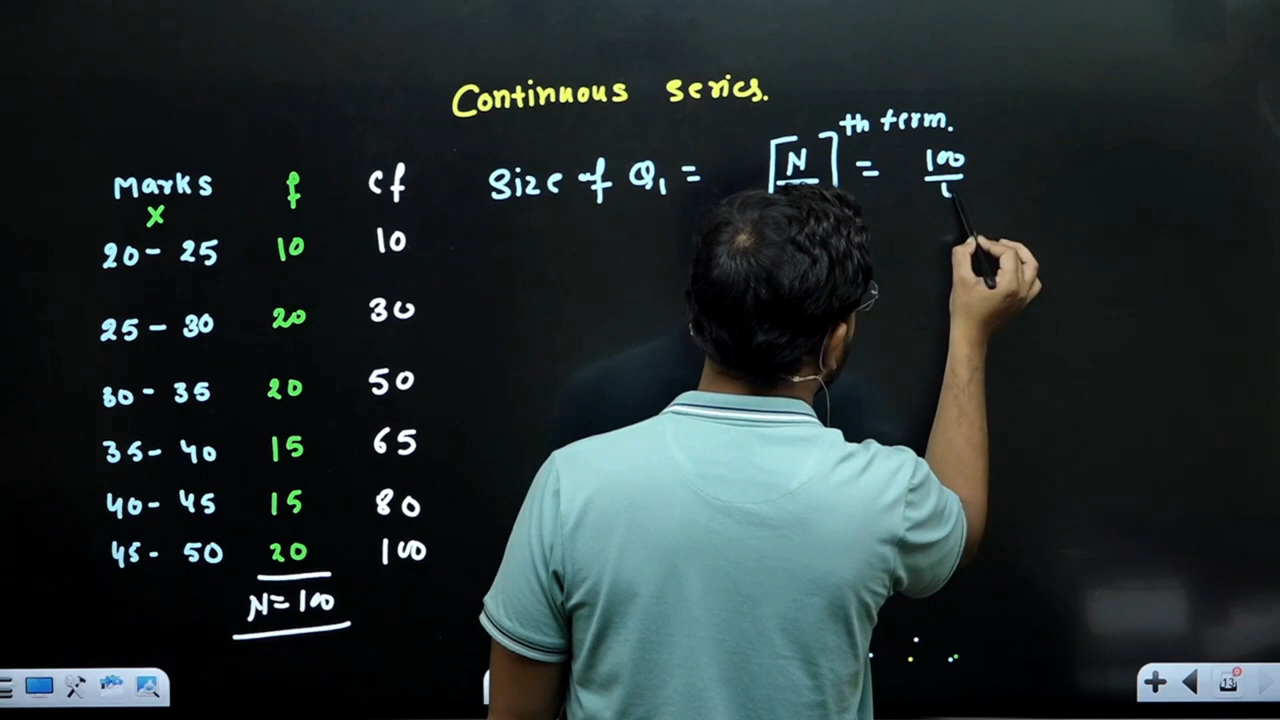 Continuous series.
Size of Q1 = [N th term. = 100
Marks f cf
x
20 - 25 10 10
25 - 30 20 30
30 - 35 20 50
35 - 40 15 65
40 - 45 15 80
45 - 50 20 100
N = 100
13